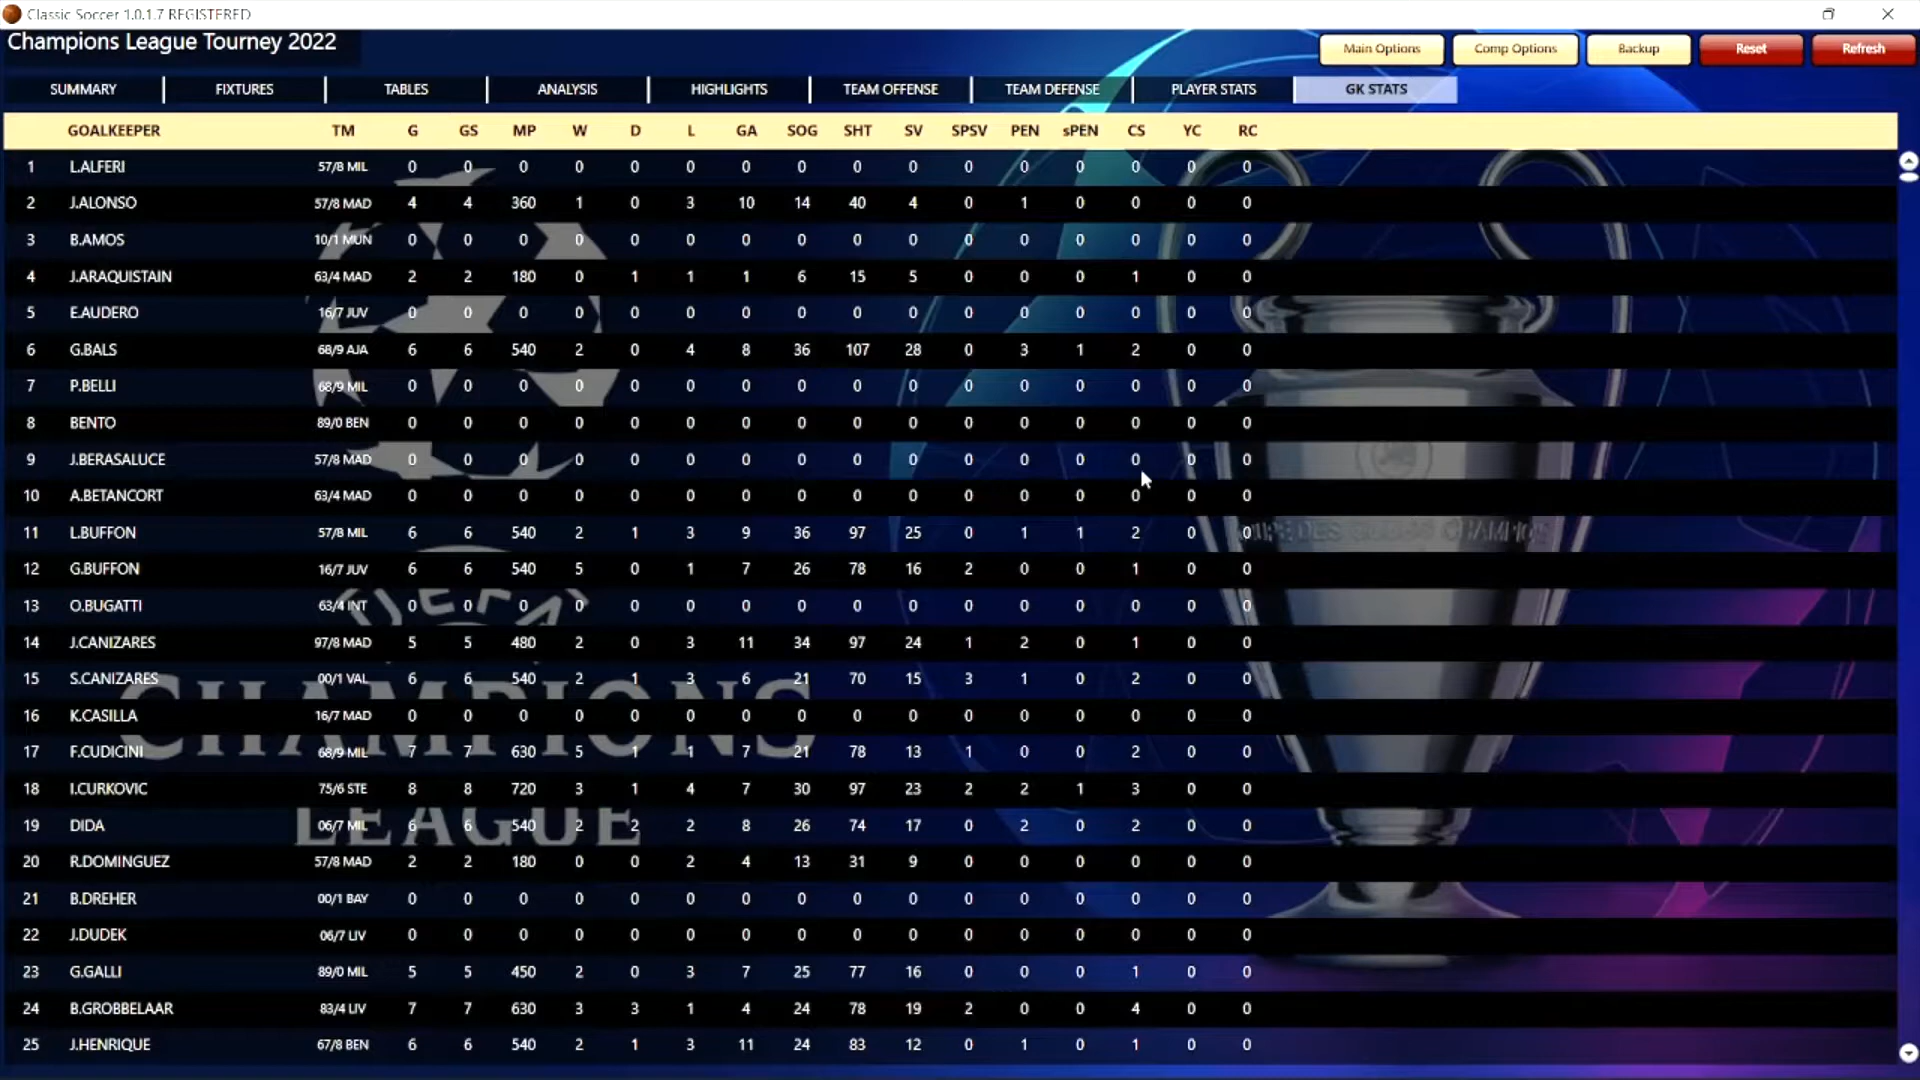 Classic Soccer 1.0.1.7 REGISTERED
Champions League Tourney 2022
Main Options Comp Options Backup Reset Refresh
SUMMARY FIXTURES TABLES ANALYSIS HIGHLIGHTS TEAM OFFENSE TEAM DEFENSE PLAYER STATS GK STATS
GOALKEEPER TM G GS MP W D L GA SOG SHT SV SPSV PEN sPEN CS YC RC
1 L.ALFERI 57/8 MIL 0 0 0 0 0 0 0 0 0 0 0 0 0 0 0 0
2 J.ALONSO 57/8 MAD 4 4 360 1 0 3 10 14 40 4 0 1 0 0 0 0
3 B.AMOS 10/1 MUN 0 0 0 0 0 0 0 0 0 0 0 0 0 0 0 0
4 J.ARAQUISTAIN 63/4 MAD 2 2 180 0 1 1 1 6 15 5 0 0 0 1 0 0
5 E.AUDERO 16/7 JUV 0 0 0 0 0 0 0 0 0 0 0 0 0 0 0 0
6 G.BALS 68/9 AJA 6 6 540 2 0 4 8 36 107 28 0 3 1 2 0 0
7 P.BELLI 68/9 MIL 0 0 0 0 0 0 0 0 0 0 0 0 0 0 0 0
8 BENTO 89/0 BEN 0 0 0 0 0 0 0 0 0 0 0 0 0 0 0 0
9 J.BERASALUCE 57/8 MAD 0 0 0 0 0 0 0 0 0 0 0 0 0 0 0 0
10 A.BETANCORT 63/4 MAD 0 0 0 0 0 0 0 0 0 0 0 0 0 0 0 0
11 L.BUFFON 57/8 MIL 6 6 540 2 1 3 9 36 97 25 0 1 1 2 0 0
12 G.BUFFON 16/7 JUV 6 6 540 5 0 1 7 26 78 16 2 0 0 1 0 0
13 O.BUGATTI 63/4 INT 0 0 0 0 0 0 0 0 0 0 0 0 0 0 0 0
14 J.CANIZARES 97/8 MAD 5 5 480 2 0 3 11 34 97 24 1 2 0 1 0 0
15 S.CANIZARES 00/1 VAL 6 6 540 2 1 3 6 21 70 15 3 1 0 2 0 0
16 K.CASILLA 16/7 MAD 0 0 0 0 0 0 0 0 0 0 0 0 0 0 0 0
17 F.CUDICINI 68/9 MIL 7 7 630 5 1 1 7 21 78 13 1 0 0 2 0 0
18 I.CURKOVIC 75/6 STE 8 8 720 3 1 4 7 30 97 23 2 2 1 3 0 0
19 DIDA 06/7 MIL 6 6 540 2 2 2 8 26 74 17 0 2 0 2 0 0
20 R.DOMINGUEZ 57/8 MAD 2 2 180 0 0 2 4 13 31 9 0 0 0 0 0 0
21 B.DREHER 00/1 BAY 0 0 0 0 0 0 0 0 0 0 0 0 0 0 0 0
22 J.DUDEK 06/7 LIV 0 0 0 0 0 0 0 0 0 0 0 0 0 0 0 0
23 G.GALLI 89/0 MIL 5 5 450 2 0 3 7 25 77 16 0 0 0 1 0 0
24 B.GROBBELAAR 83/4 LIV 7 7 630 3 3 1 4 24 78 19 2 0 0 4 0 0
25 J.HENRIQUE 67/8 BEN 6 6 540 2 1 3 11 24 83 12 0 1 0 1 0 0
UEFA
CHAMPIONS
LEAGUE